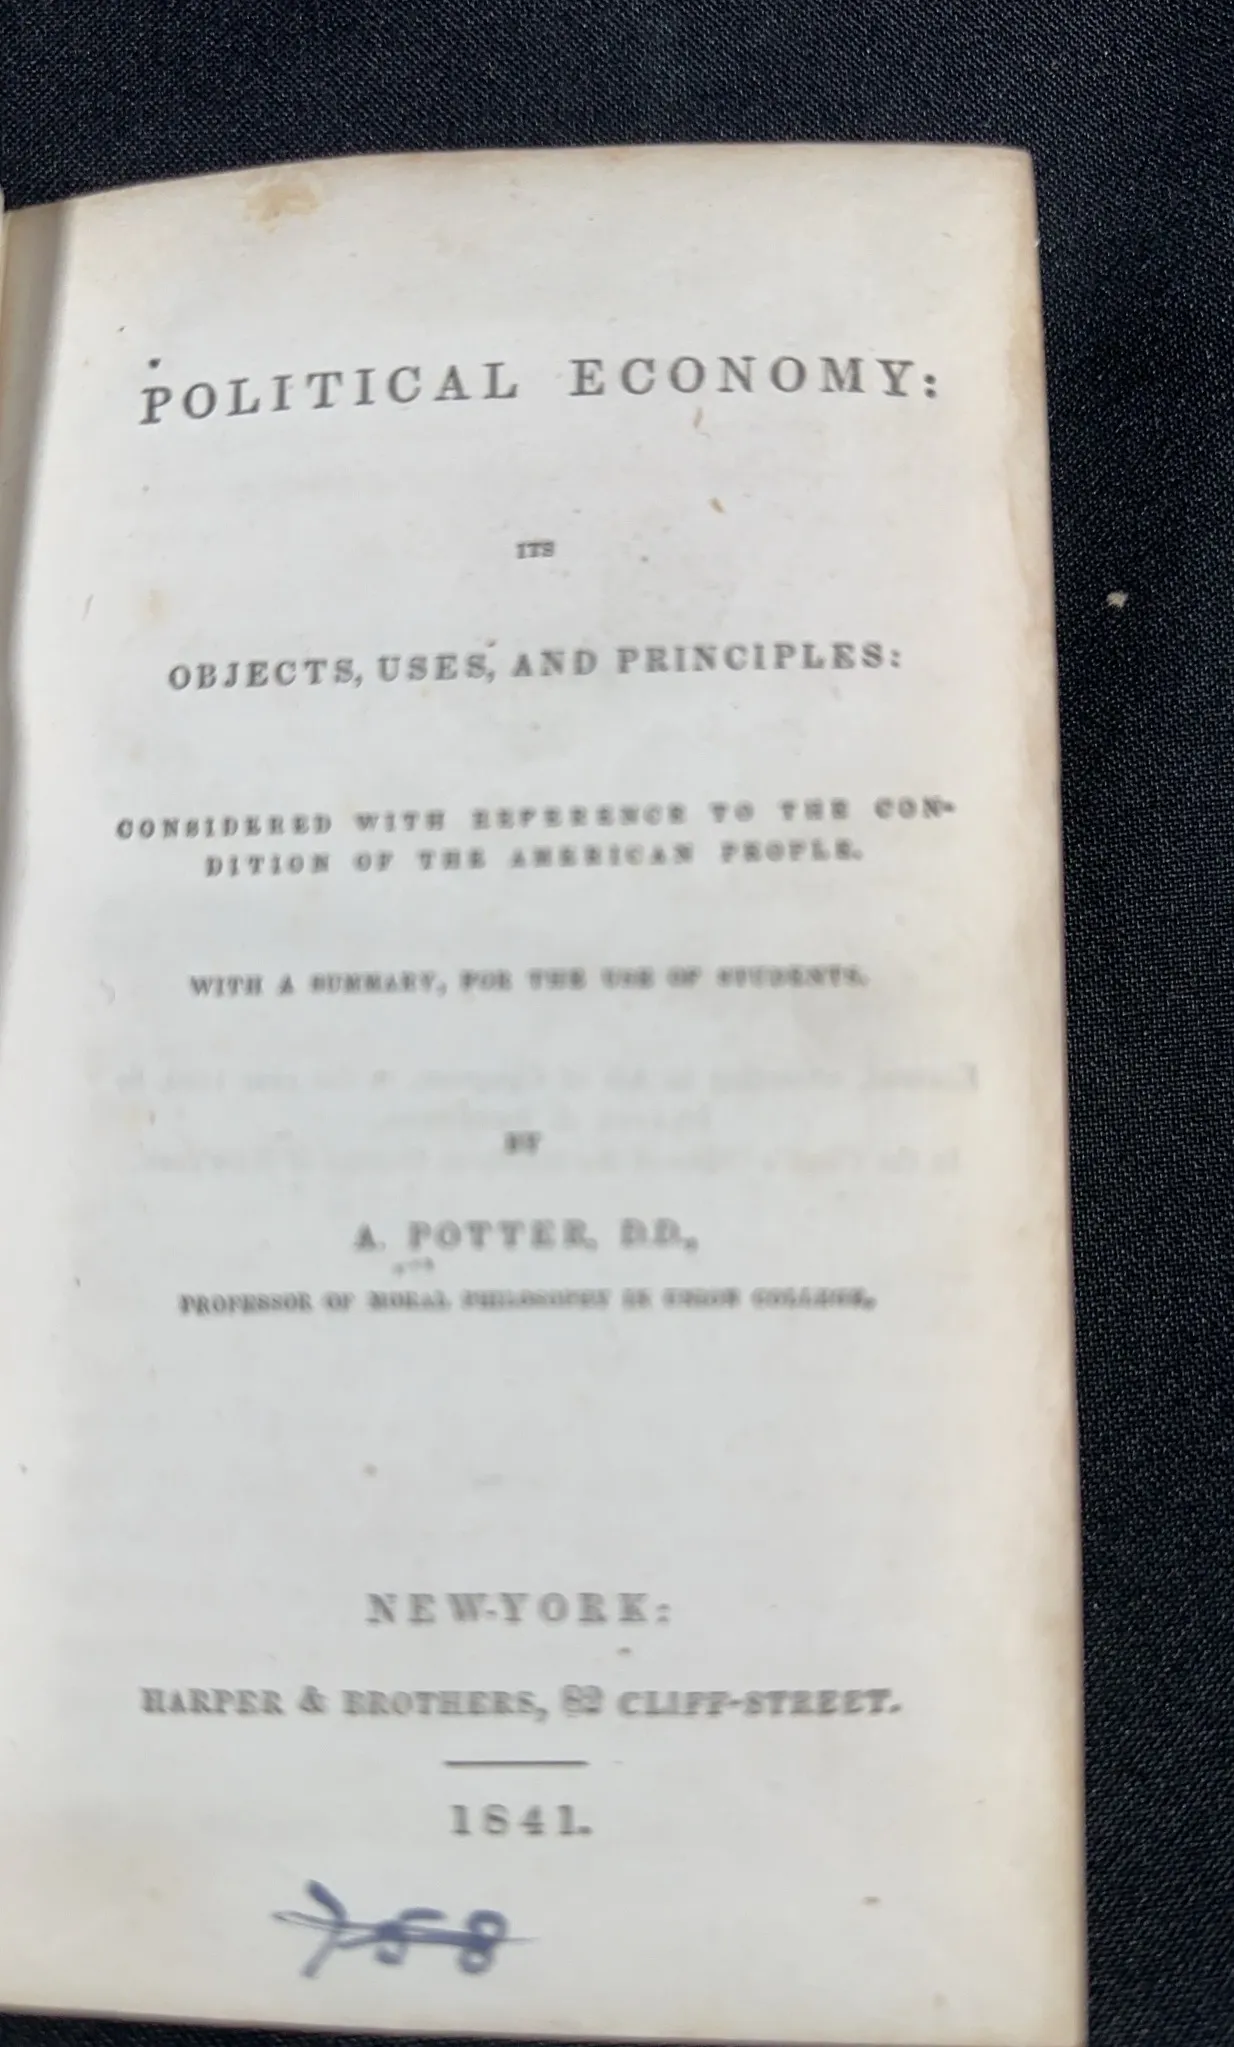 POLITICAL ECONOMY:
ITS
OBJECTS, USES, AND PRINCIPLES:
CONSIDERED WITH REFERENCE TO THE CON-
DITION OF THE AMERICAN PEOPLE.
WITH A SUMMARY, FOR THE USE OF STUDENTS.
BY
A. POTTER, D.D.,
PROFESSOR OF MORAL PHILOSOPHY IN UNION COLLEGE.
NEW-YORK:
HARPER & BROTHERS, 82 CLIFF-STREET.
1841.
758